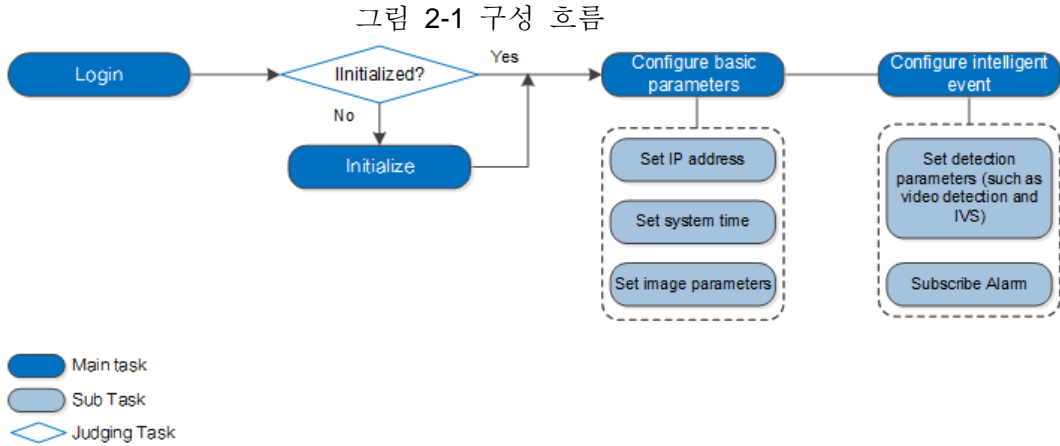 그림 2-1 구성 흐름
Login
IInitialized?
Yes
No
Initialize
Configure basic
parameters
Set IP address
Set system time
Set image parameters
Configure intelligent
event
Set detection
parameters (such as
video detection and
IVS)
Subscribe Alarm
Main task
Sub Task
Judging Task